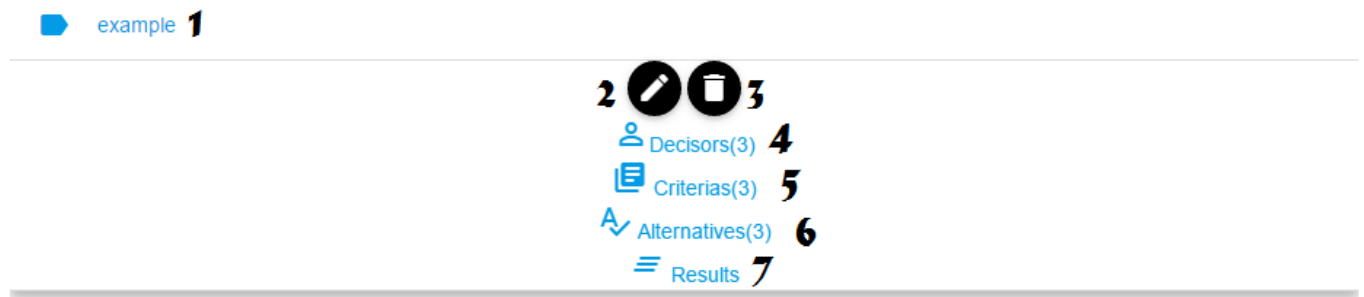 example 1
2 3
Decisors(3) 4
Criterias(3) 5
Alternatives(3) 6
Results 7